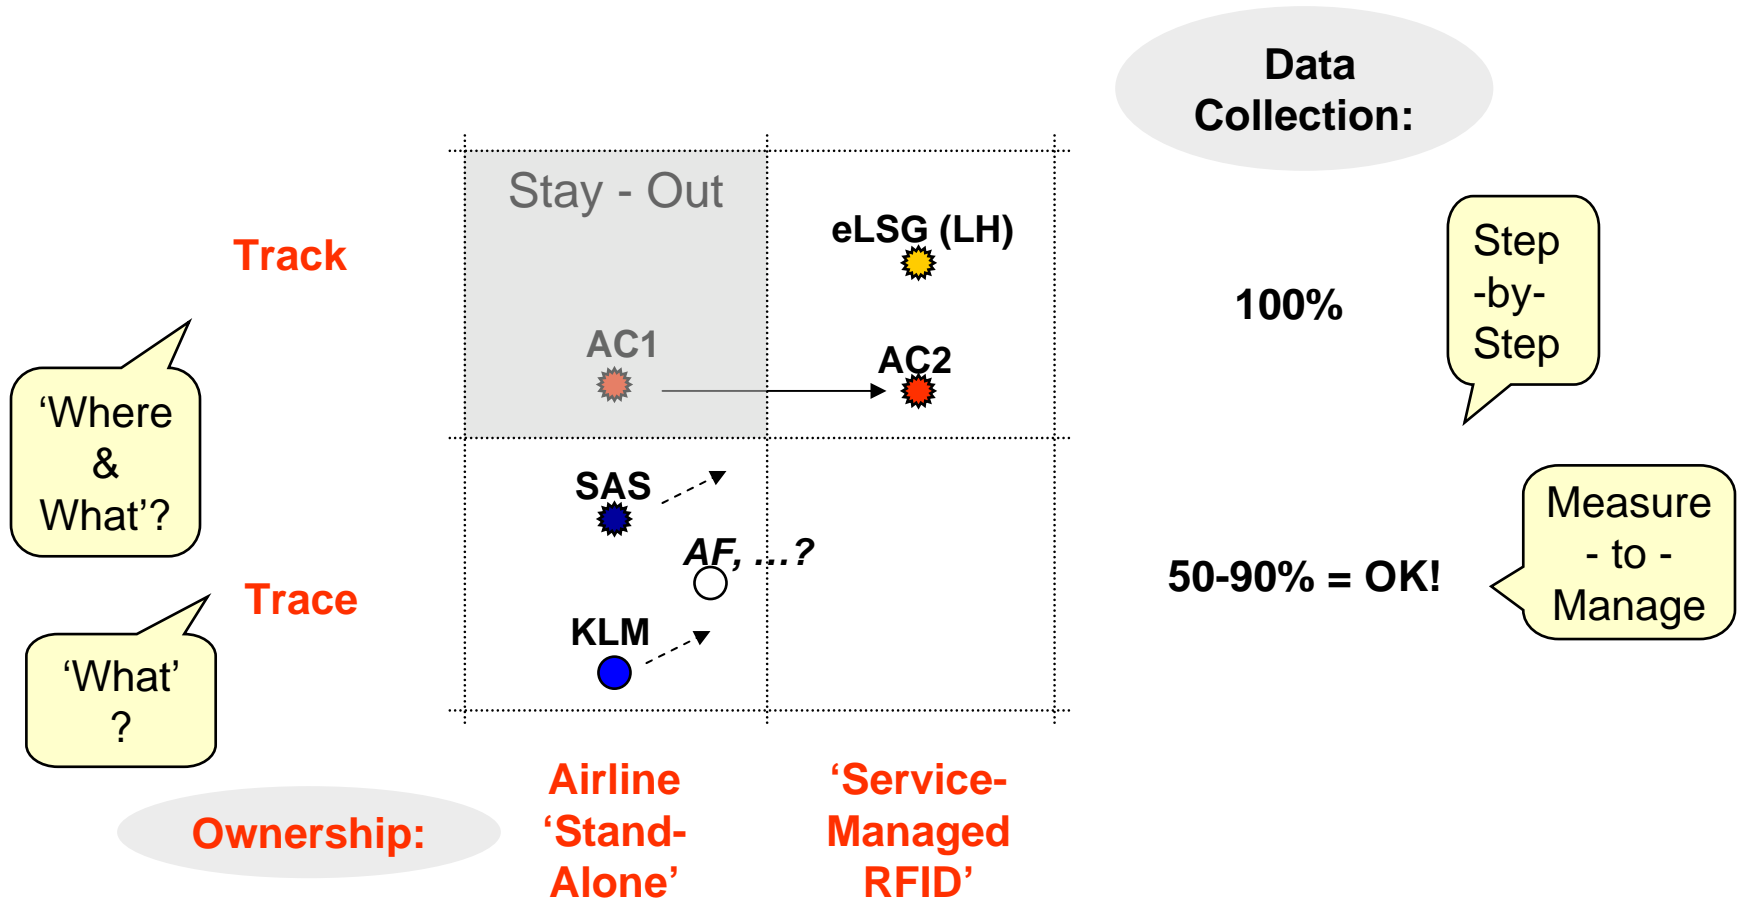 Data
Collection:
Stay - Out
eLSG (LH)
Track
Step
-by-
Step
100%
AC1
AC2
‘Where
&
What’?
SAS
AF, ...?
Measure
- to -
Manage
50-90% = OK!
Trace
KLM
‘What’
?
Airline
‘Stand-
Alone’
‘Service-
Managed
RFID’
Ownership: